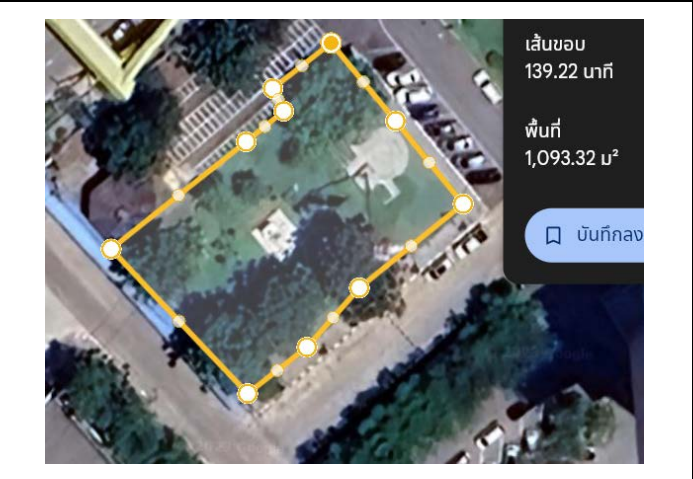 เส้นขอบ
139.22 นาที
พื้นที่
1,093.32 ม²
บันทึกลง